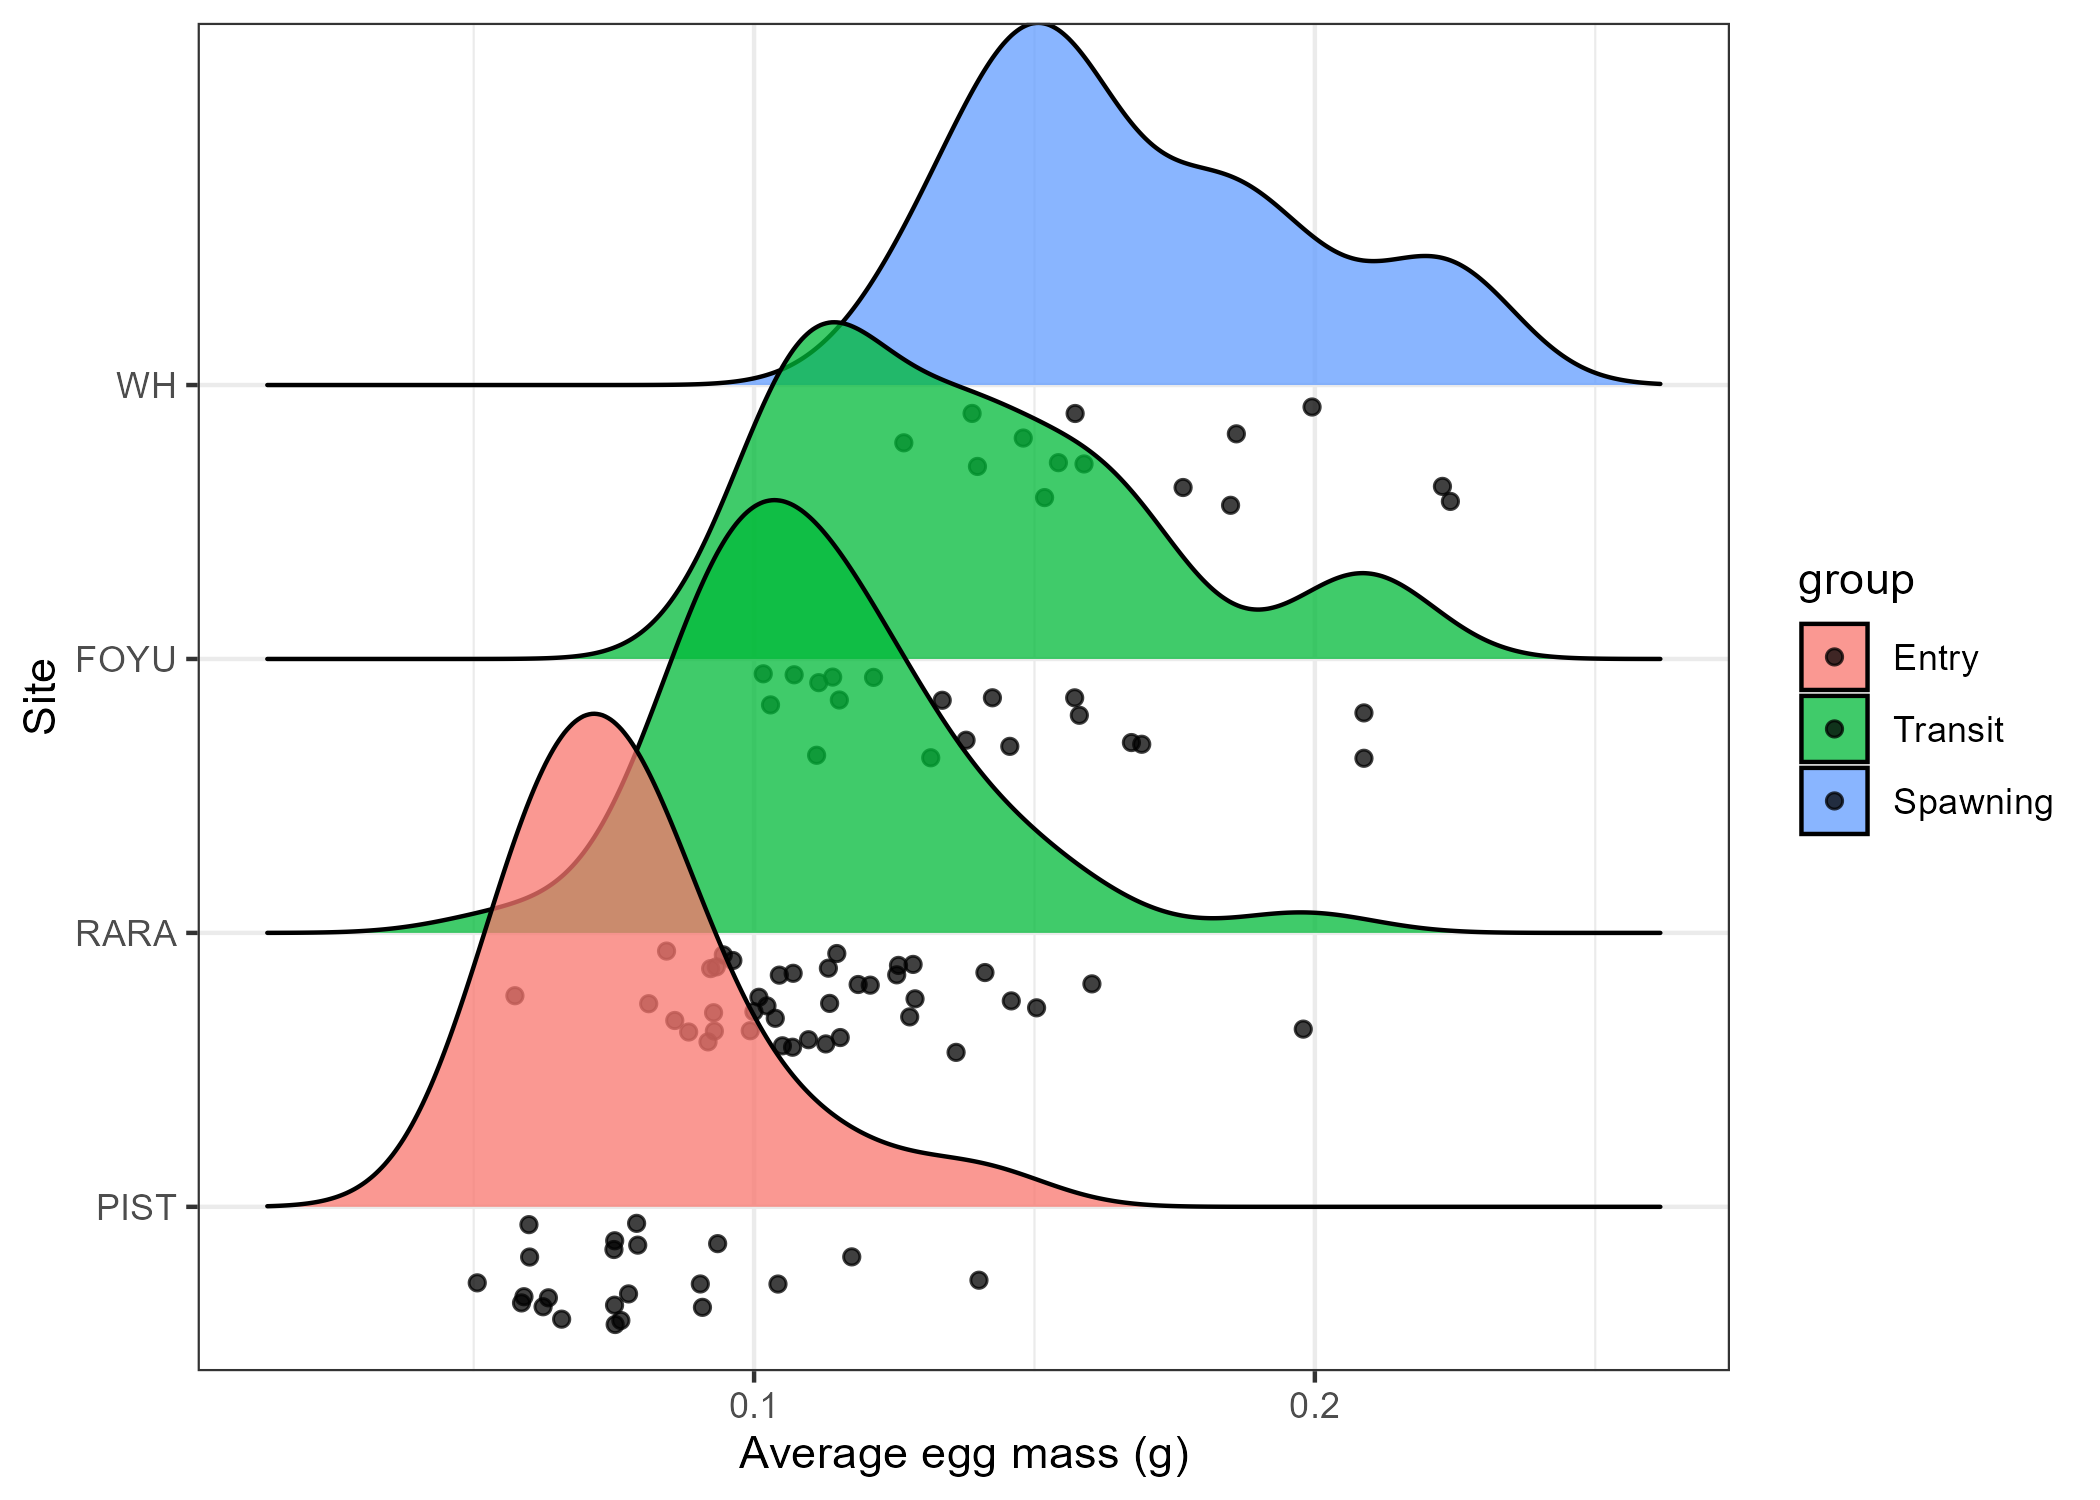 WH
FOYU
RARA
PIST
Site
0.1
0.2
Average egg mass (g)
group
Entry
Transit
Spawning